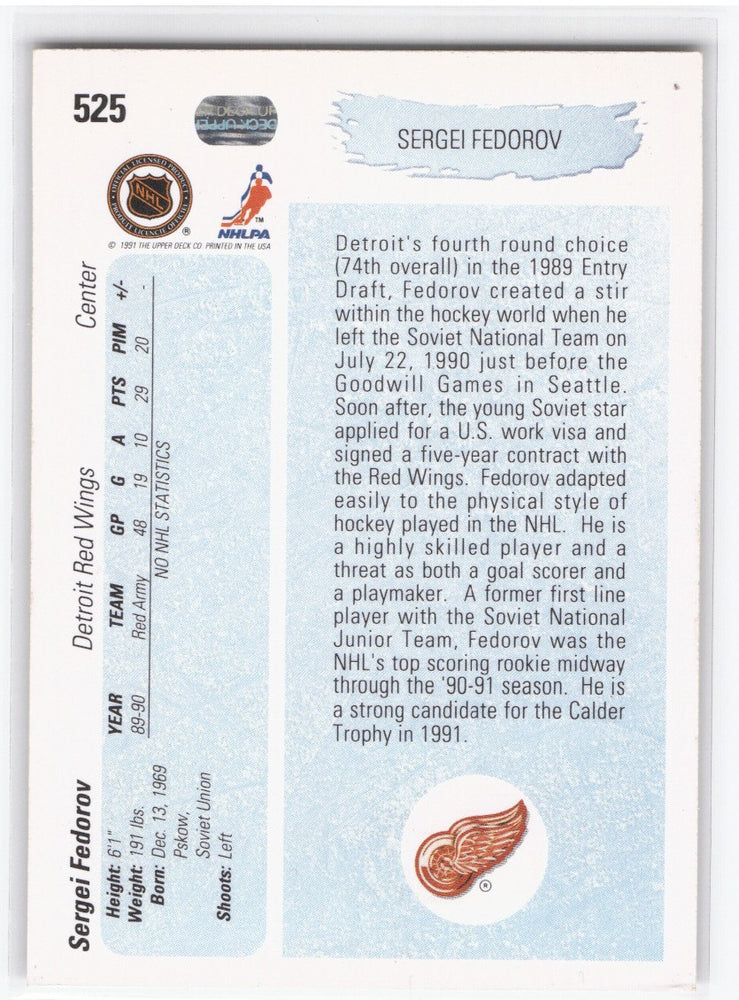 525
SERGEI FEDOROV
OFFICIAL LICENSED PRODUCT
NHL
PRODUIT LICENCIE OFFICIEL
®
TM
NHLPA
© 1991 THE UPPER DECK CO. PRINTED IN THE USA
Detroit's fourth round choice
(74th overall) in the 1989 Entry
Draft, Fedorov created a stir
within the hockey world when he
left the Soviet National Team on
July 22, 1990 just before the
Goodwill Games in Seattle.
Soon after, the young Soviet star
applied for a U.S. work visa and
signed a five-year contract with
the Red Wings. Fedorov adapted
easily to the physical style of
hockey played in the NHL. He is
a highly skilled player and a
threat as both a goal scorer and
a playmaker. A former first line
player with the Soviet National
Junior Team, Fedorov was the
NHL's top scoring rookie midway
through the '90-91 season. He is
a strong candidate for the Calder
Trophy in 1991.
®
Sergei Fedorov Detroit Red Wings Center
Height: 6'1"
Weight: 191 lbs.
Born: Dec. 13, 1969
Pskow,
Soviet Union
Shoots: Left
YEAR TEAM GP G A PTS PIM +/-
89-90 Red Army 48 19 10 29 20 -
NO NHL STATISTICS